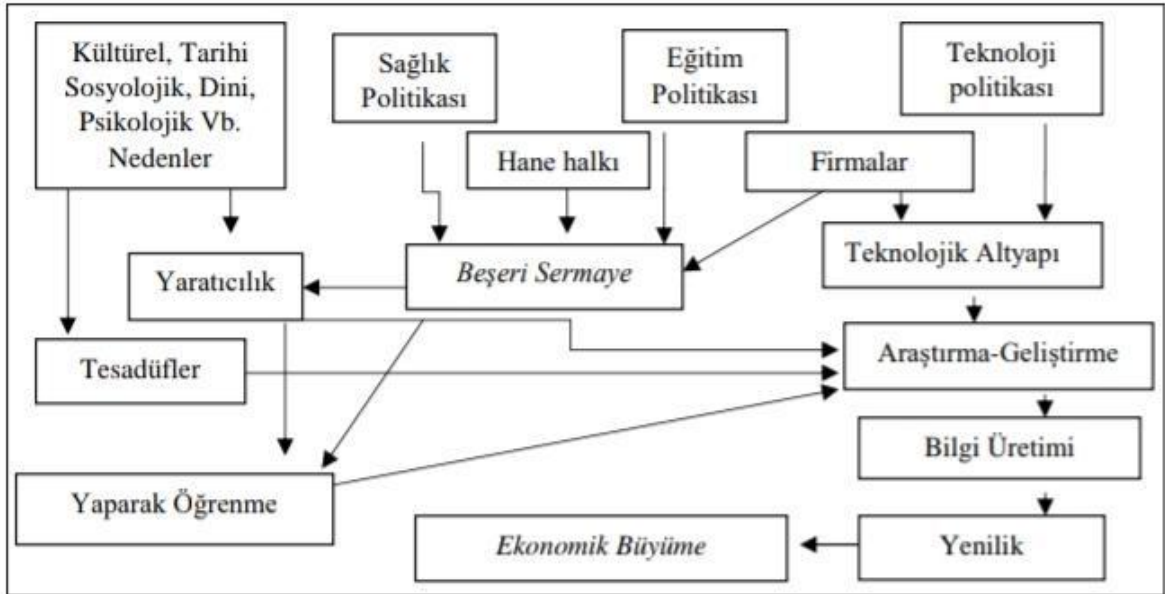 Kültürel, Tarihi
Sosyolojik, Dini,
Psikolojik Vb.
Nedenler
Sağlık
Politikası
Eğitim
Politikası
Teknoloji
politikası
Hane halkı
Firmalar
Yaratıcılık
Beşeri Sermaye
Teknolojik Altyapı
Tesadüfler
Araştırma-Geliştirme
Bilgi Üretimi
Yaparak Öğrenme
Ekonomik Büyüme
Yenilik